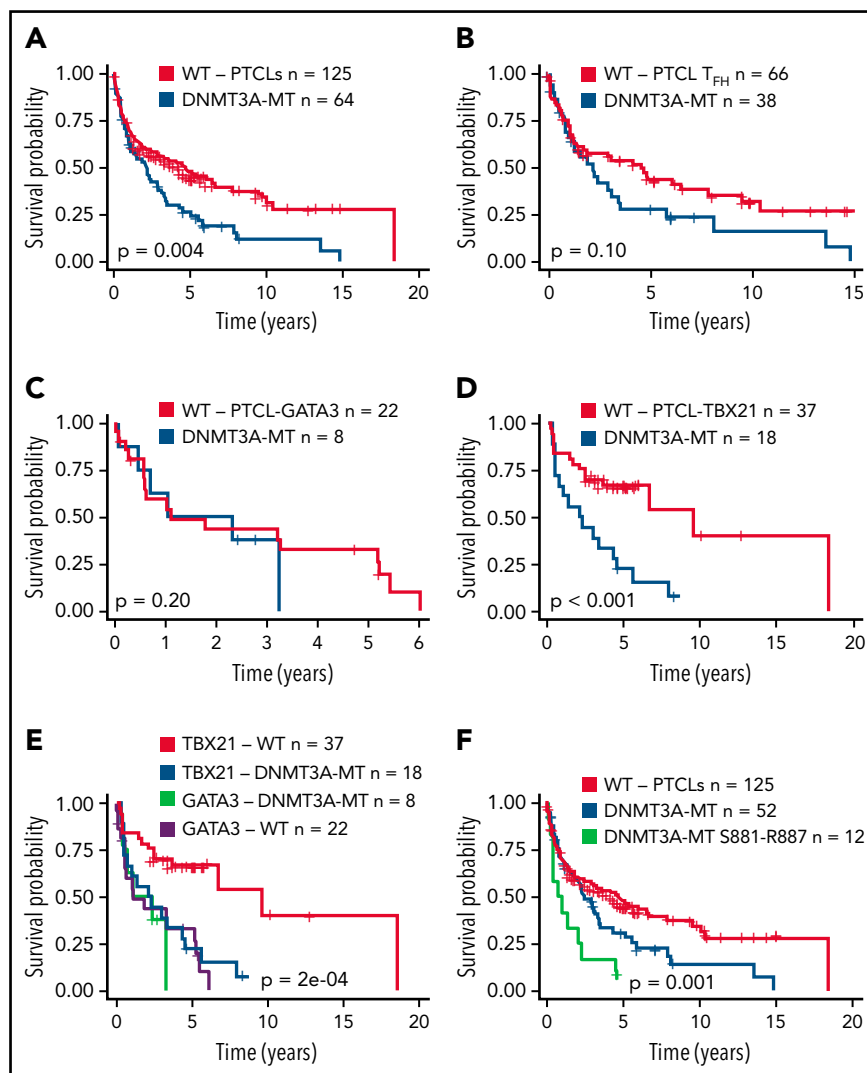 A
WT – PTCLs n = 125
DNMT3A-MT n = 64
Survival probability
1.00
0.75
0.50
0.25
0.00
p = 0.004
0 5 10 15 20
Time (years)
B
WT – PTCL TFH n = 66
DNMT3A-MT n = 38
Survival probability
1.00
0.75
0.50
0.25
0.00
p = 0.10
0 5 10 15
Time (years)
C
WT – PTCL-GATA3 n = 22
DNMT3A-MT n = 8
Survival probability
1.00
0.75
0.50
0.25
0.00
p = 0.20
0 1 2 3 4 5 6
Time (years)
D
WT – PTCL-TBX21 n = 37
DNMT3A-MT n = 18
Survival probability
1.00
0.75
0.50
0.25
0.00
p < 0.001
0 5 10 15 20
Time (years)
E
TBX21 – WT n = 37
TBX21 – DNMT3A-MT n = 18
GATA3 – DNMT3A-MT n = 8
GATA3 – WT n = 22
Survival probability
1.00
0.75
0.50
0.25
0.00
p = 2e-04
0 5 10 15 20
Time (years)
F
WT – PTCLs n = 125
DNMT3A-MT n = 52
DNMT3A-MT S881-R887 n = 12
Survival probability
1.00
0.75
0.50
0.25
0.00
p = 0.001
0 5 10 15 20
Time (years)